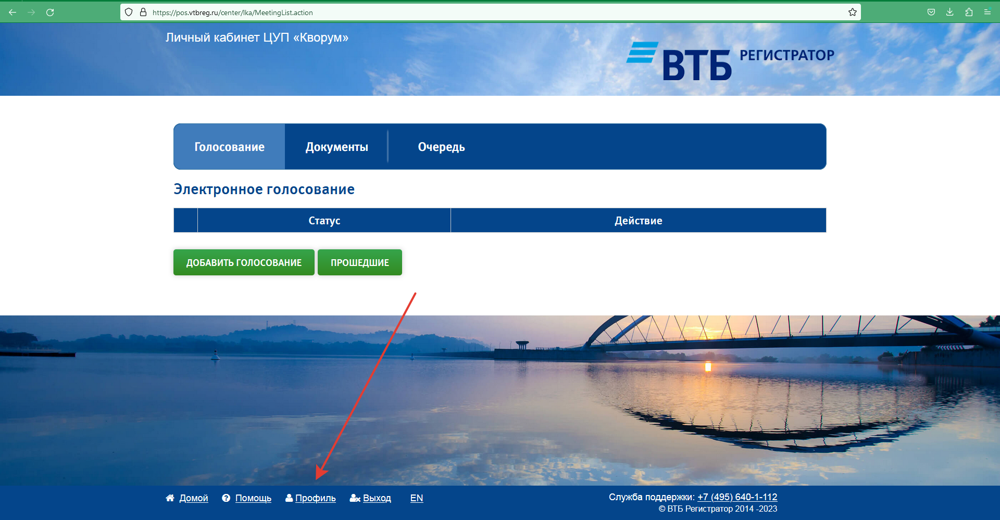 https://pos.vtbreg.ru/center/lka/MeetingList.action
Личный кабинет ЦУП «Кворум»
ВТБ РЕГИСТРАТОР
Голосование Документы Очередь
Электронное голосование
Статус Действие
ДОБАВИТЬ ГОЛОСОВАНИЕ ПРОШЕДШИЕ
Домой Помощь Профиль Выход EN
Служба поддержки: +7 (495) 640-1-112
© ВТБ Регистратор 2014 -2023